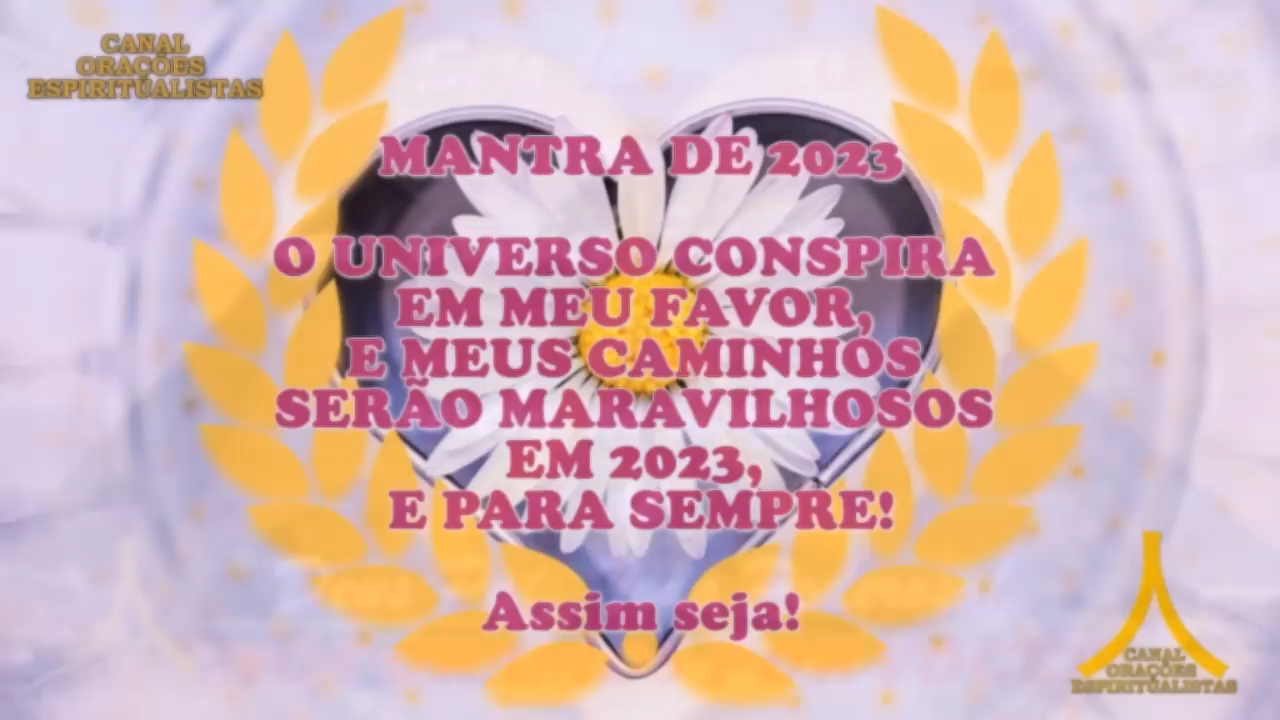 CANAL
ORAÇÕES
ESPIRITUALISTAS
MANTRA DE 2023
O UNIVERSO CONSPIRA
EM MEU FAVOR,
E MEUS CAMINHOS
SERÃO MARAVILHOSOS
EM 2023,
E PARA SEMPRE!
Assim seja!
CANAL
ORAÇÕES
ESPIRITUALISTAS